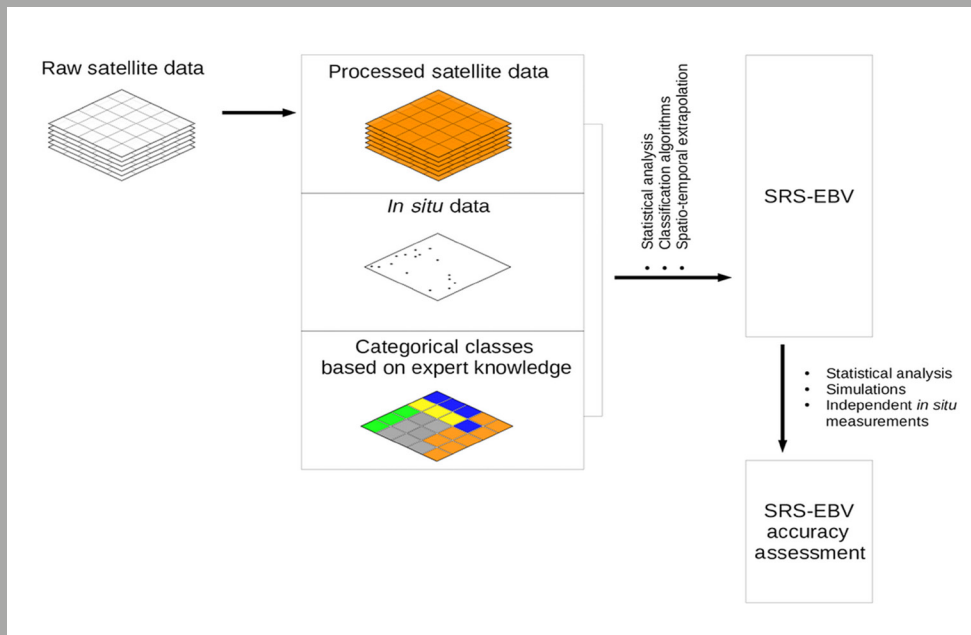 Raw satellite data
Processed satellite data
In situ data
Categorical classes
based on expert knowledge
• Statistical analysis
• Classification algorithms
• Spatio-temporal extrapolation
SRS-EBV
• Statistical analysis
• Simulations
• Independent in situ
measurements
SRS-EBV
accuracy
assessment